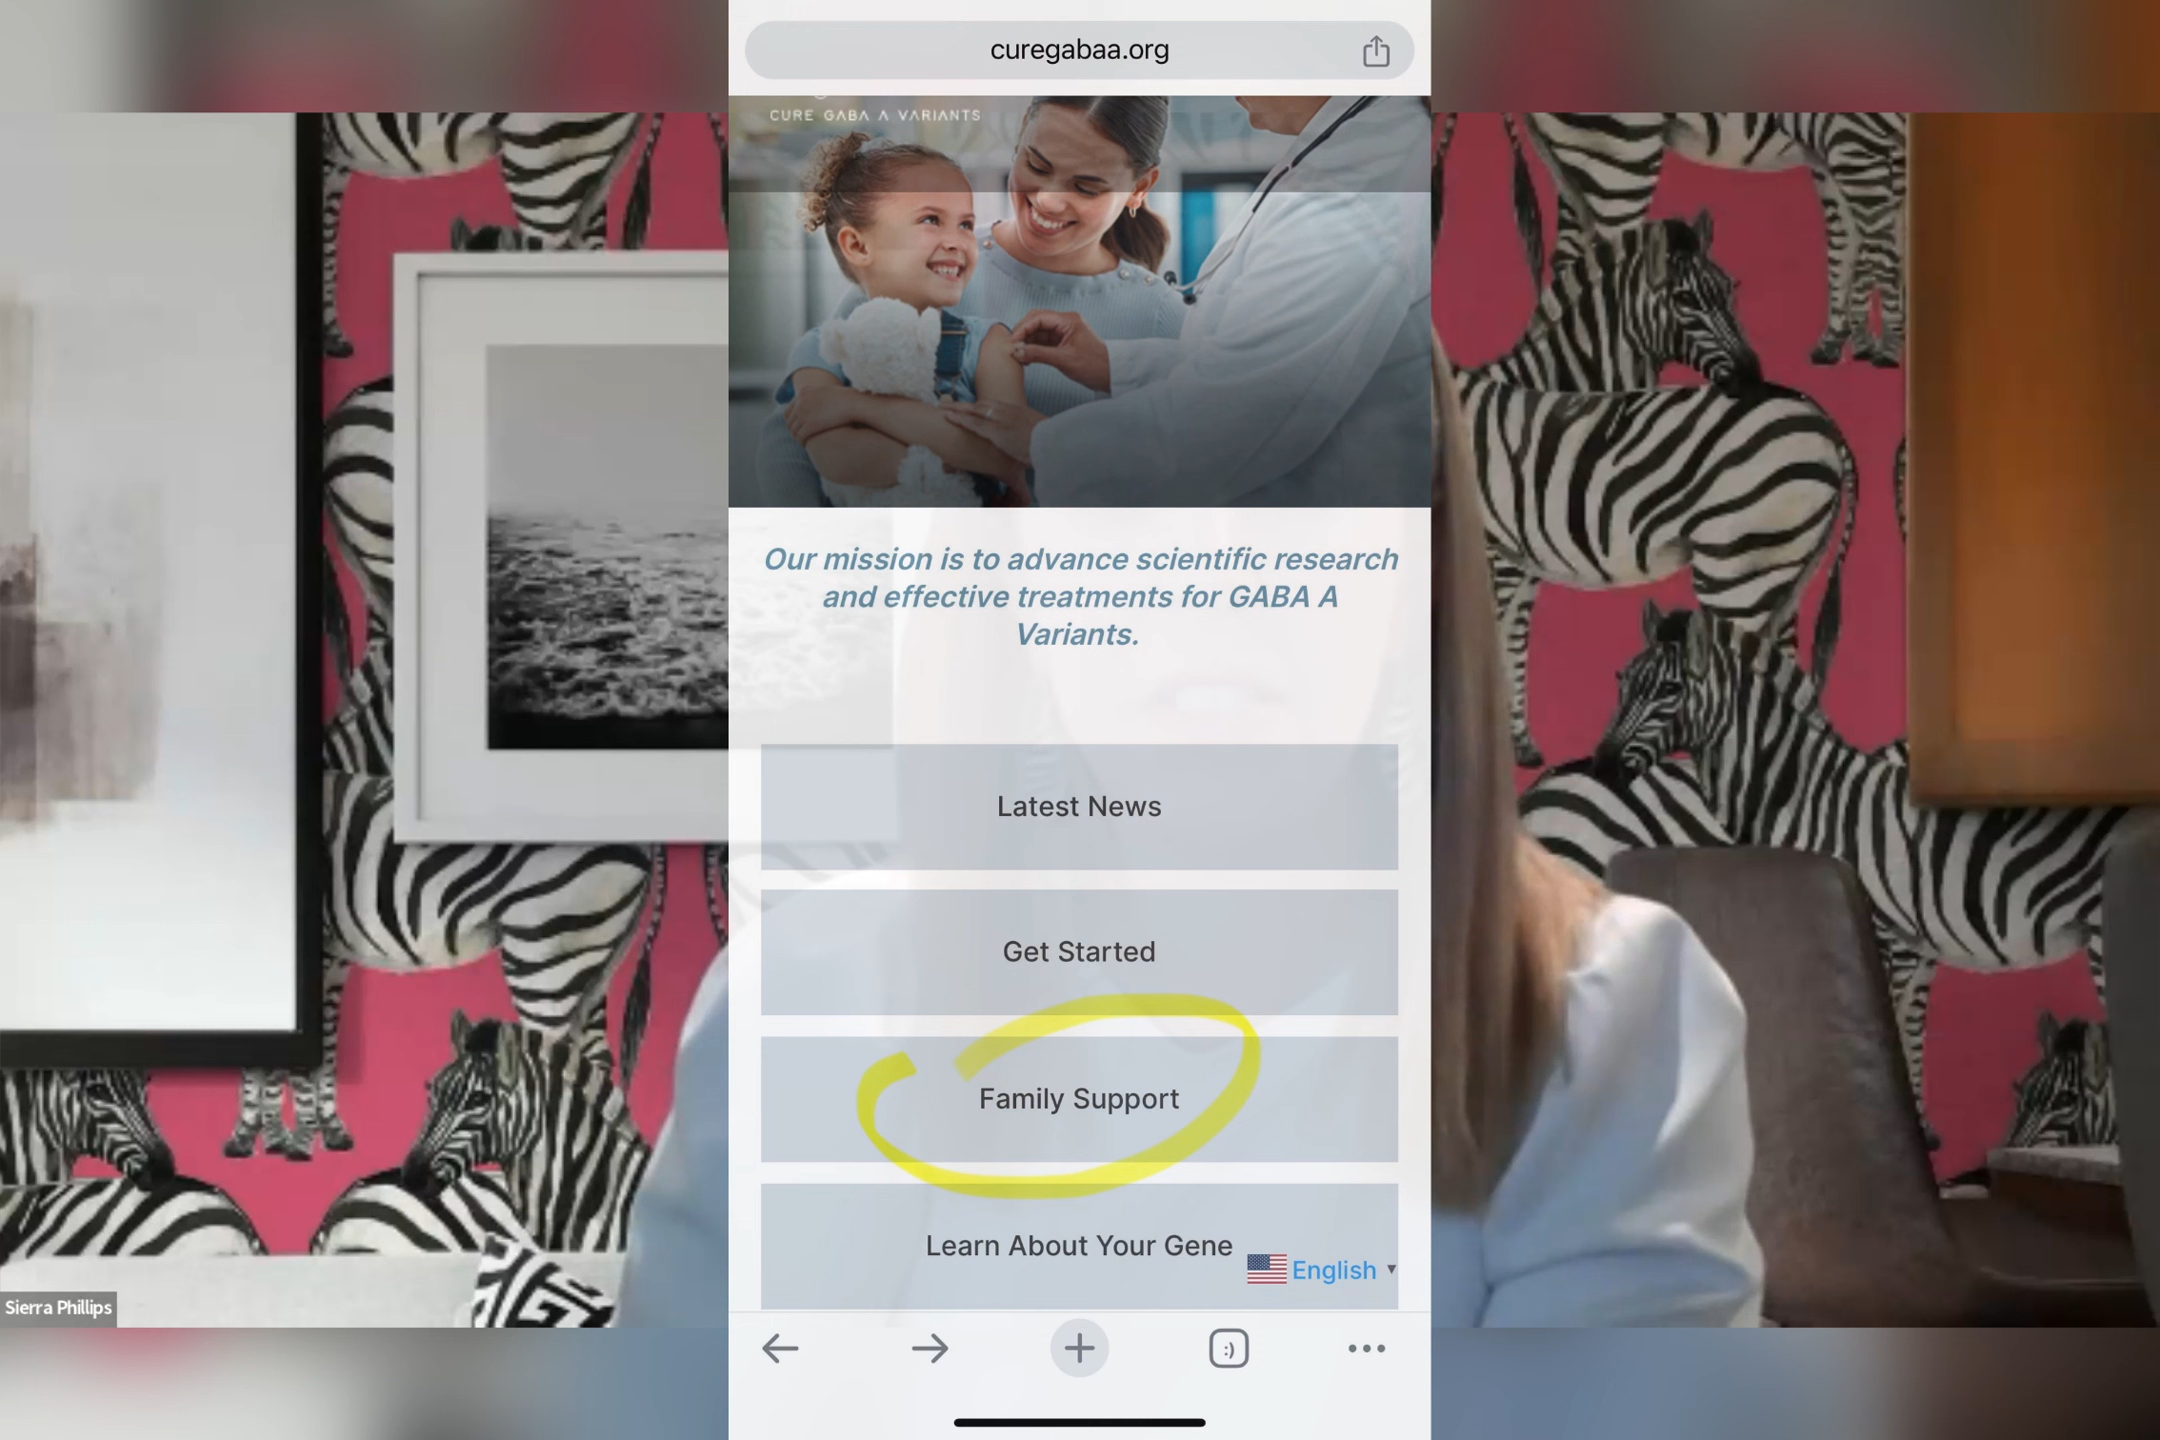 curegabaa.org
CURE GABA A VARIANTS
Our mission is to advance scientific research
and effective treatments for GABA A
Variants.
Latest News
Get Started
Family Support
Learn About Your Gene
English
Sierra Phillips
:)